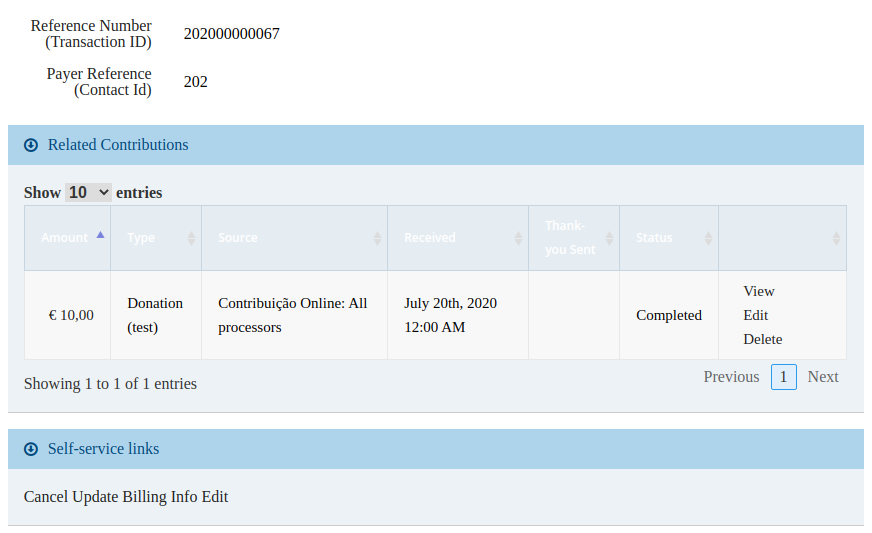 Reference Number
(Transaction ID)
202000000067
Payer Reference
(Contact Id)
202
Related Contributions
Show 10 entries
Amount Type Source Received Thank-
you Sent Status
€ 10,00 Donation
(test) Contribuição Online: All
processors July 20th, 2020
12:00 AM Completed View
Edit
Delete
Showing 1 to 1 of 1 entries
Previous 1 Next
Self-service links
Cancel Update Billing Info Edit